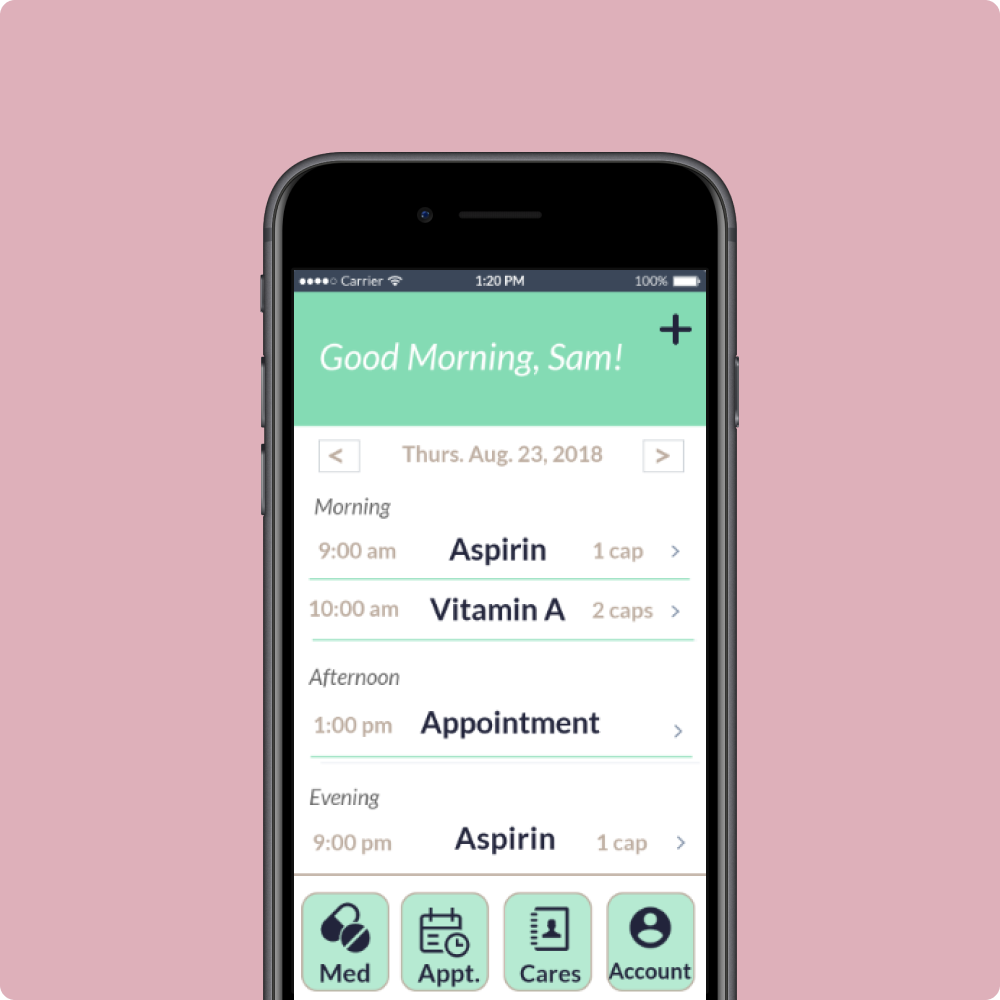 Carrier 1:20 PM 100%
+
Good Morning, Sam!
< Thurs. Aug. 23, 2018 >
Morning
9:00 am Aspirin 1 cap >
10:00 am Vitamin A 2 caps >
Afternoon
1:00 pm Appointment >
Evening
9:00 pm Aspirin 1 cap >
Med Appt. Cares Account